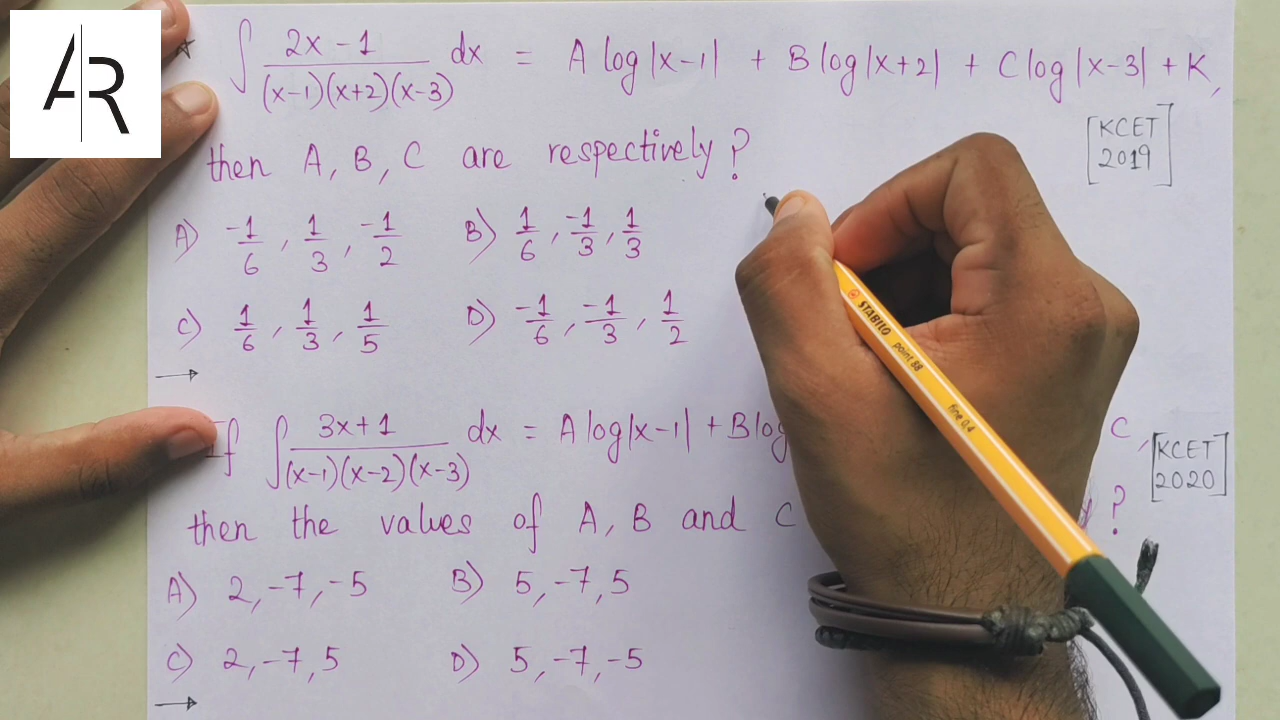 AR
∫ (2x - 1)/((x-1)(x+2)(x-3)) dx = A log|x-1| + B log|x+2| + C log|x-3| + K,
[KCET 2019]
then A, B, C are respectively?
A) -1/6, 1/3, -1/2 B) 1/6, -1/3, 1/3
C) 1/6, 1/3, 1/5 D) -1/6, -1/3, 1/2
→
If ∫ (3x+1)/((x-1)(x-2)(x-3)) dx = A log|x-1| + B log C,
[KCET 2020]
then the values of A, B and C ?
A) 2, -7, -5 B) 5, -7, 5
C) 2, -7, 5 D) 5, -7, -5
→
STABILO point 88 fine 0,4